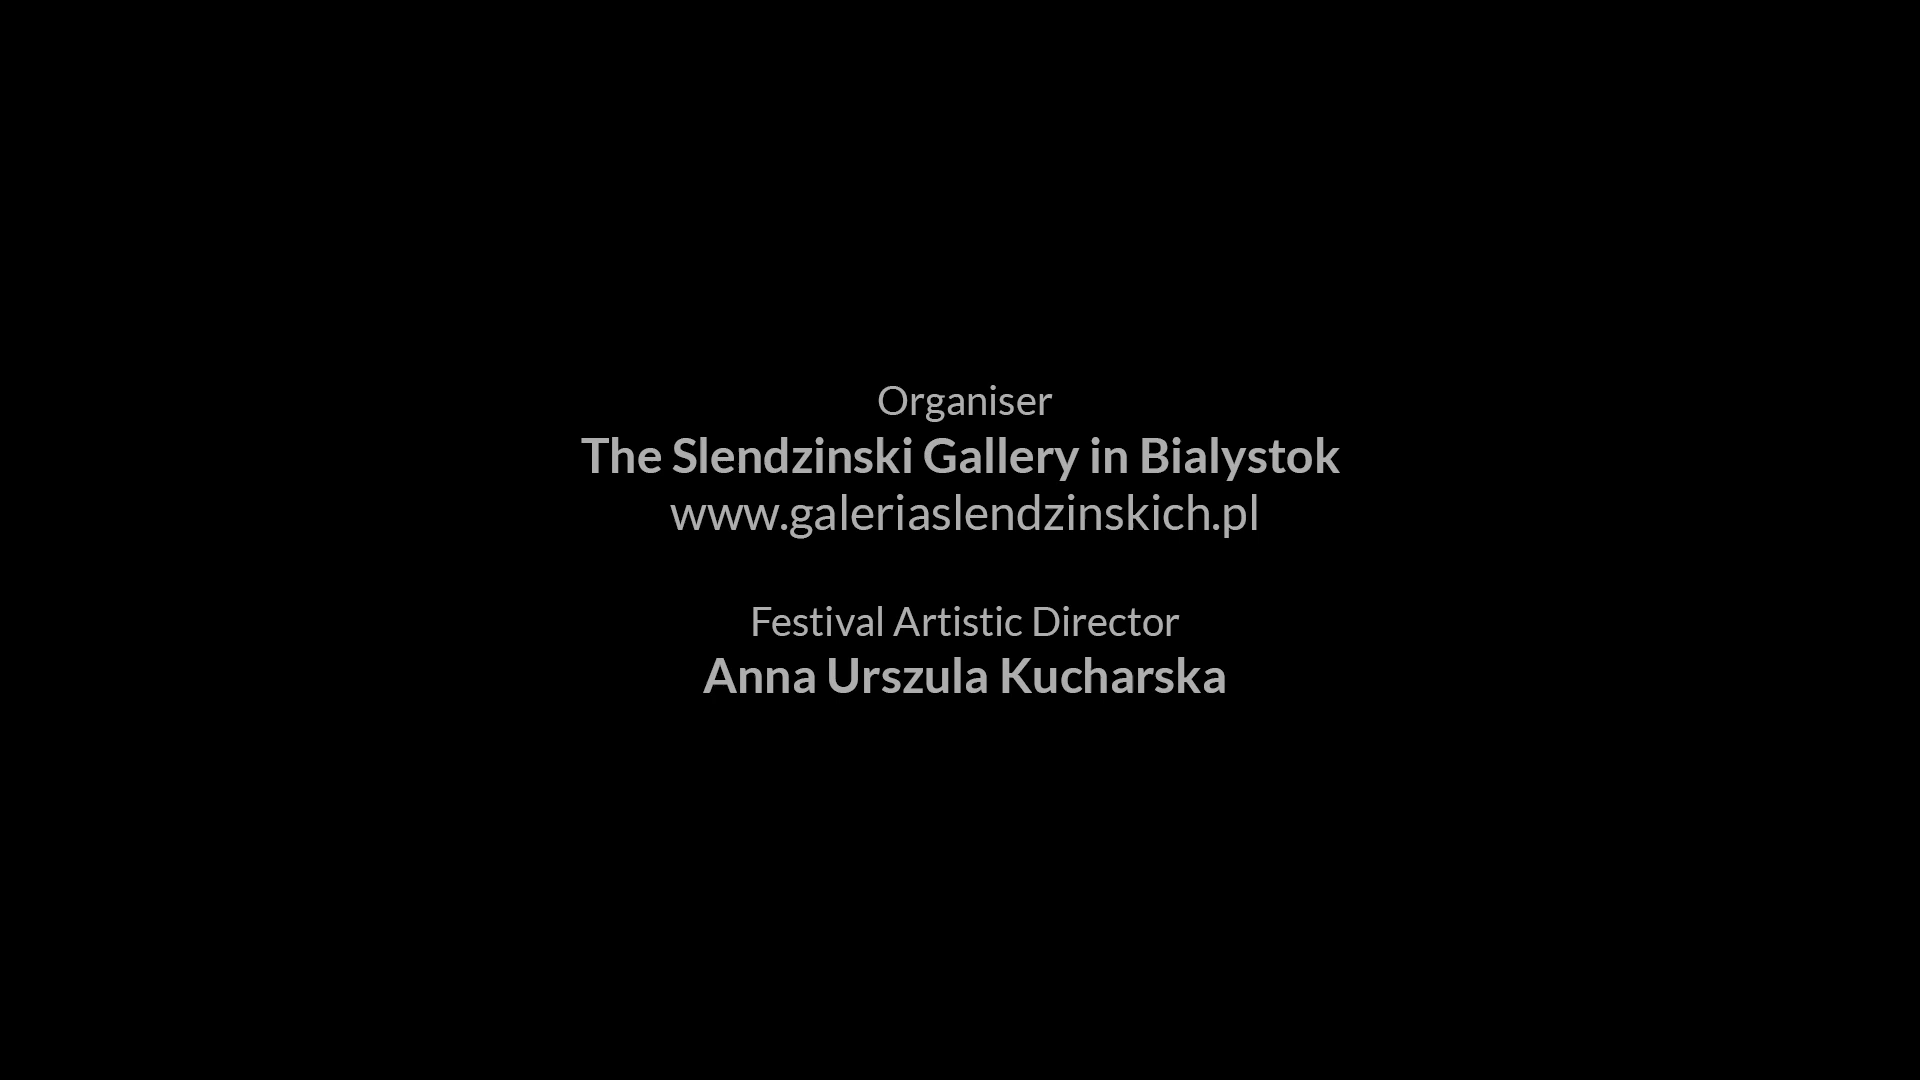 Organiser
The Slendzinski Gallery in Bialystok
www.galeriaslendzinskich.pl
Festival Artistic Director
Anna Urszula Kucharska